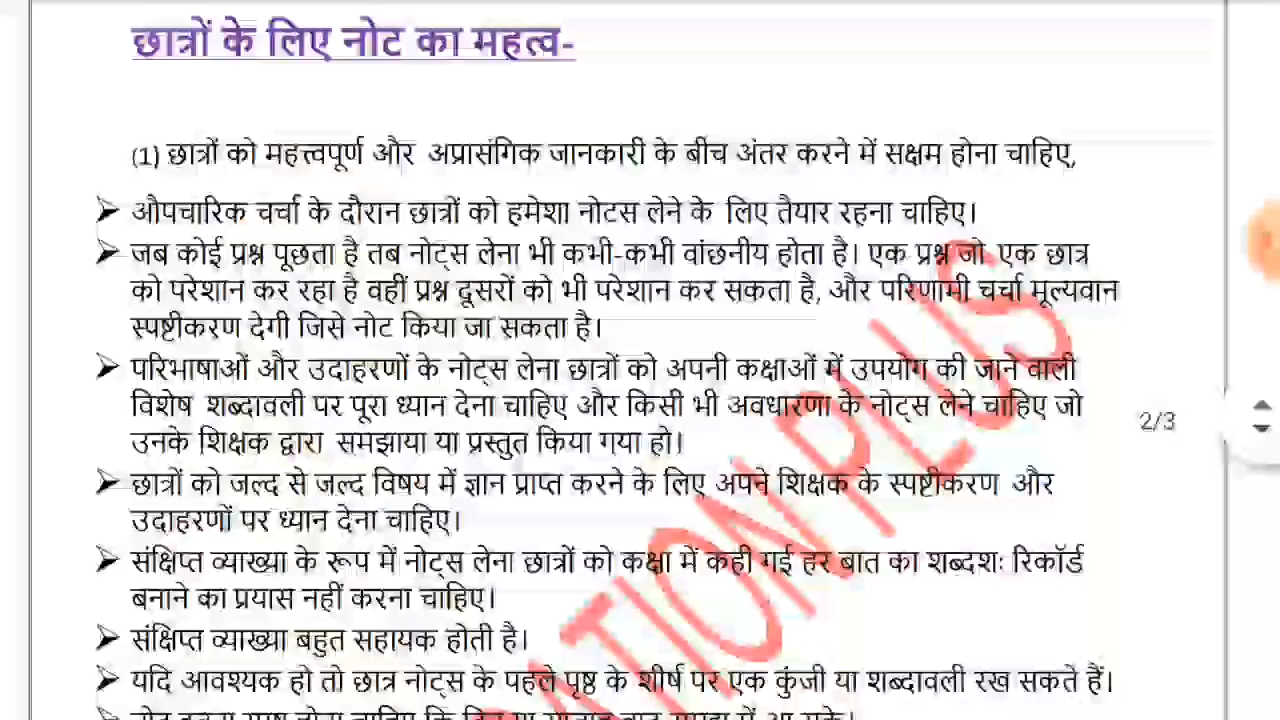 छात्रों के लिए नोट का महत्व-
(1) छात्रों को महत्त्वपूर्ण और अप्रासंगिक जानकारी के बीच अंतर करने में सक्षम होना चाहिए,
➢ औपचारिक चर्चा के दौरान छात्रों को हमेशा नोटस लेने के लिए तैयार रहना चाहिए।
➢ जब कोई प्रश्न पूछता है तब नोट्स लेना भी कभी-कभी वांछनीय होता है। एक प्रश्न जो एक छात्र
को परेशान कर रहा है वहीं प्रश्न दूसरों को भी परेशान कर सकता है, और परिणामी चर्चा मूल्यवान
स्पष्टीकरण देगी जिसे नोट किया जा सकता है।
➢ परिभाषाओं और उदाहरणों के नोट्स लेना छात्रों को अपनी कक्षाओं में उपयोग की जाने वाली
विशेष शब्दावली पर पूरा ध्यान देना चाहिए और किसी भी अवधारणा के नोट्स लेने चाहिए जो
उनके शिक्षक द्वारा समझाया या प्रस्तुत किया गया हो।
2/3
➢ छात्रों को जल्द से जल्द विषय में ज्ञान प्राप्त करने के लिए अपने शिक्षक के स्पष्टीकरण और
उदाहरणों पर ध्यान देना चाहिए।
➢ संक्षिप्त व्याख्या के रूप में नोट्स लेना छात्रों को कक्षा में कही गई हर बात का शब्दशः रिकॉर्ड
बनाने का प्रयास नहीं करना चाहिए।
➢ संक्षिप्त व्याख्या बहुत सहायक होती है।
➢ यदि आवश्यक हो तो छात्र नोट्स के पहले पृष्ठ के शीर्ष पर एक कुंजी या शब्दावली रख सकते हैं।
ATION PLUS